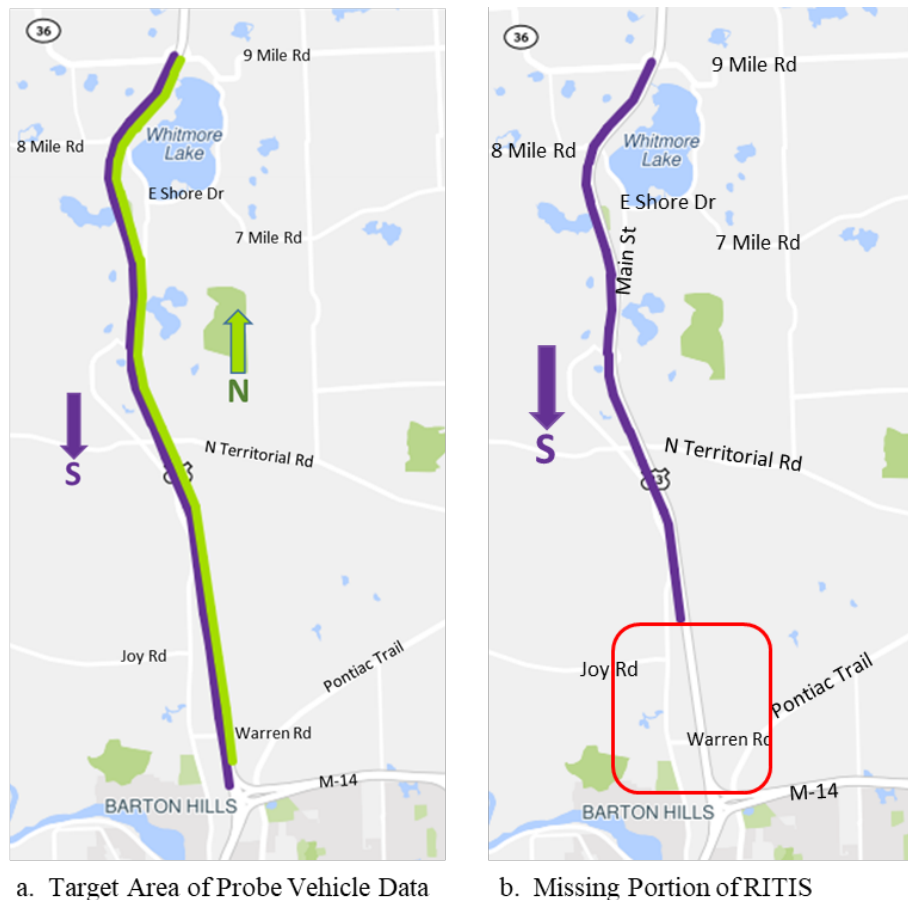 36
9 Mile Rd
Whitmore
Lake
8 Mile Rd
E Shore Dr
7 Mile Rd
N
S
N Territorial Rd
Joy Rd
Pontiac Trail
Warren Rd
M-14
BARTON HILLS
a. Target Area of Probe Vehicle Data
36
9 Mile Rd
Whitmore
Lake
8 Mile Rd
E Shore Dr
7 Mile Rd
Main St
S
N Territorial Rd
Joy Rd
Pontiac Trail
Warren Rd
M-14
BARTON HILLS
b. Missing Portion of RITIS